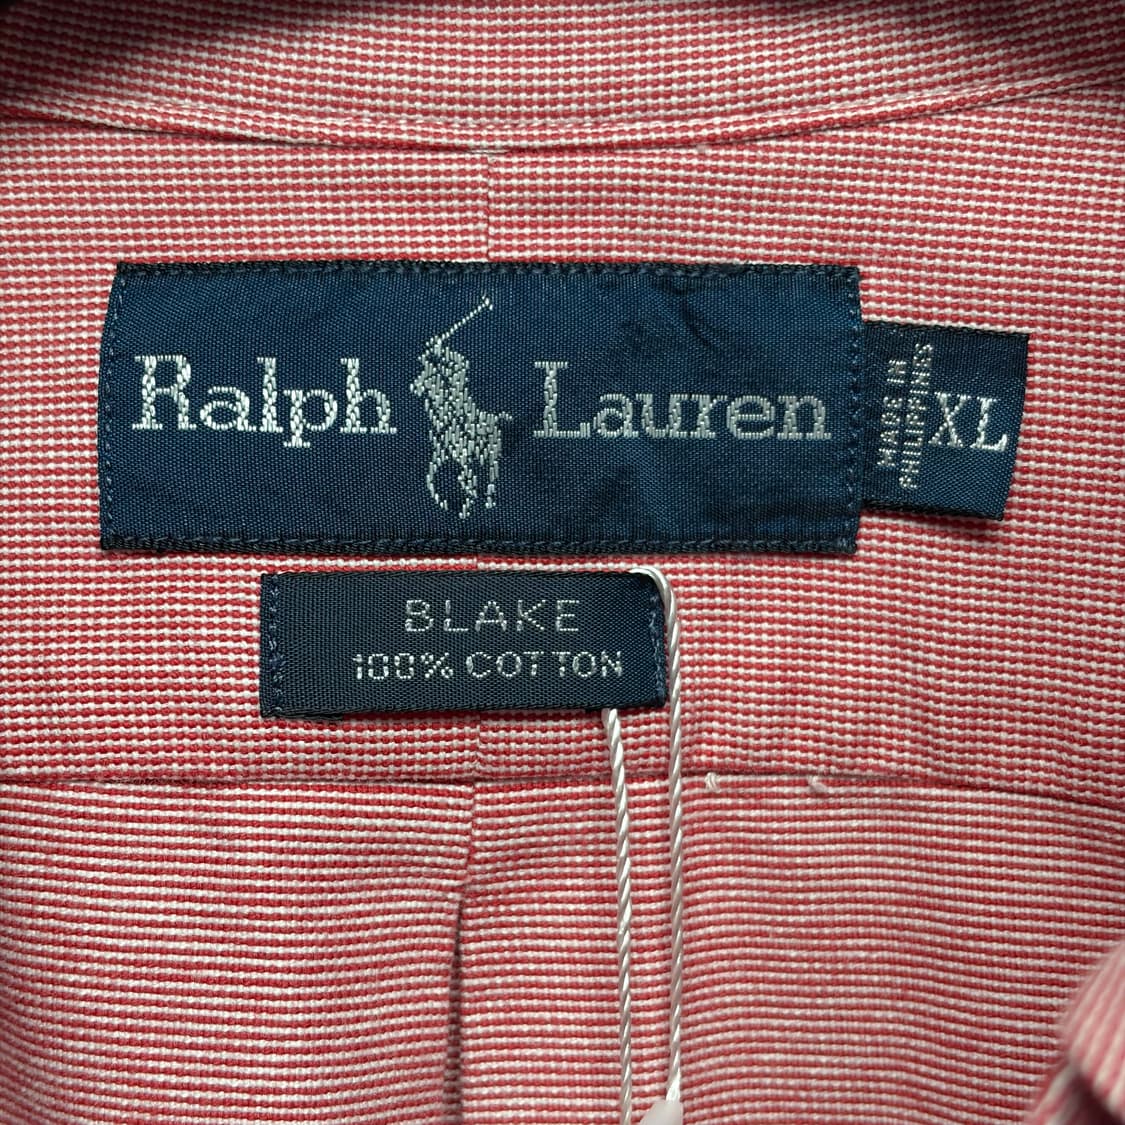 Ralph Lauren
MADE IN
PHILIPPINES
XL
BLAKE
100% COTTON